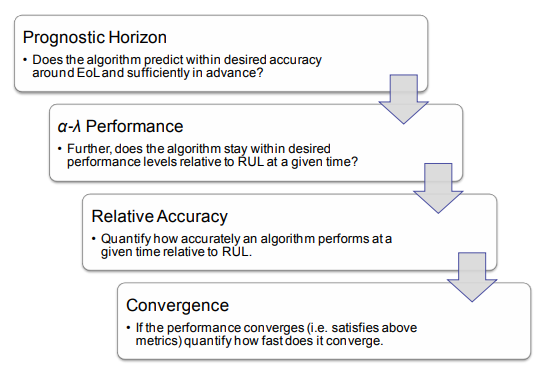 Prognostic Horizon
• Does the algorithm predict within desired accuracy
around EoL and sufficiently in advance?
α-λ Performance
• Further, does the algorithm stay within desired
performance levels relative to RUL at a given time?
Relative Accuracy
• Quantify how accurately an algorithm performs at a
given time relative to RUL.
Convergence
• If the performance converges (i.e. satisfies above
metrics) quantify how fast does it converge.